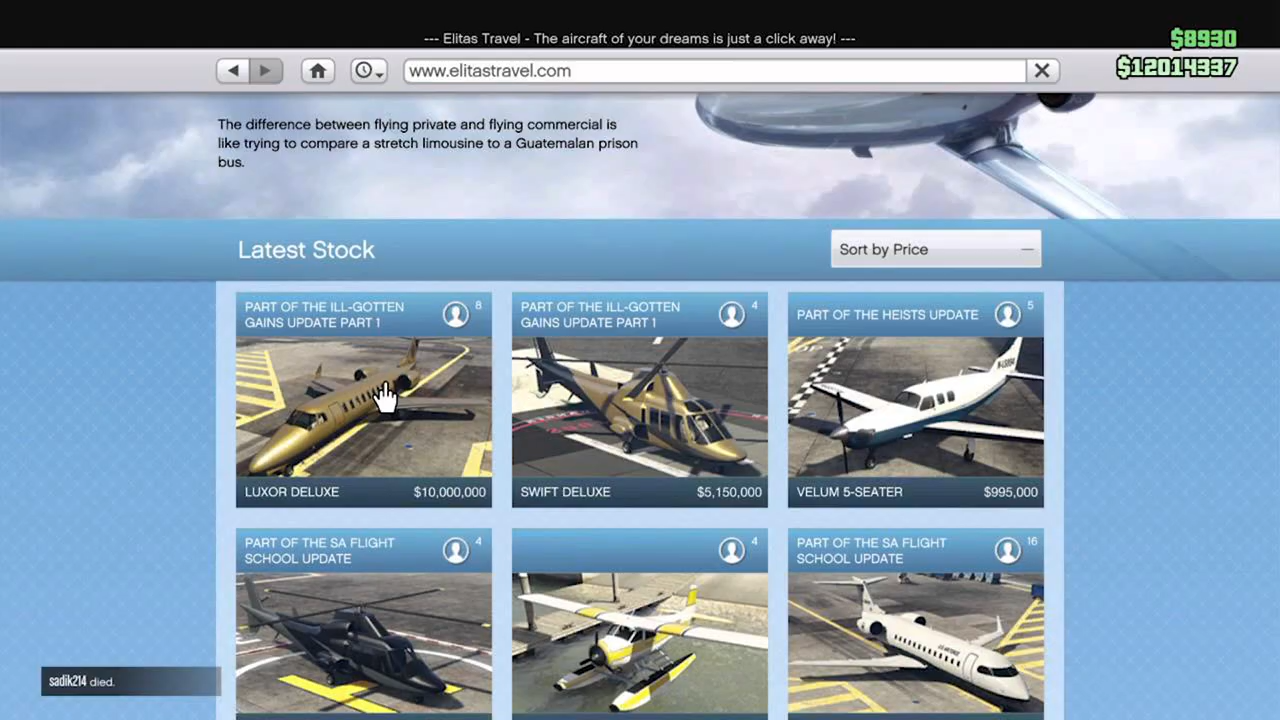 --- Elitas Travel - The aircraft of your dreams is just a click away! ---
$8930
$12014337
www.elitastravel.com
The difference between flying private and flying commercial is
like trying to compare a stretch limousine to a Guatemalan prison
bus.
Latest Stock
Sort by Price
PART OF THE ILL-GOTTEN
GAINS UPDATE PART 1
8
LUXOR DELUXE
$10,000,000
PART OF THE ILL-GOTTEN
GAINS UPDATE PART 1
4
SWIFT DELUXE
$5,150,000
PART OF THE HEISTS UPDATE
5
VELUM 5-SEATER
$995,000
PART OF THE SA FLIGHT
SCHOOL UPDATE
4
4
PART OF THE SA FLIGHT
SCHOOL UPDATE
16
sadik214 died.